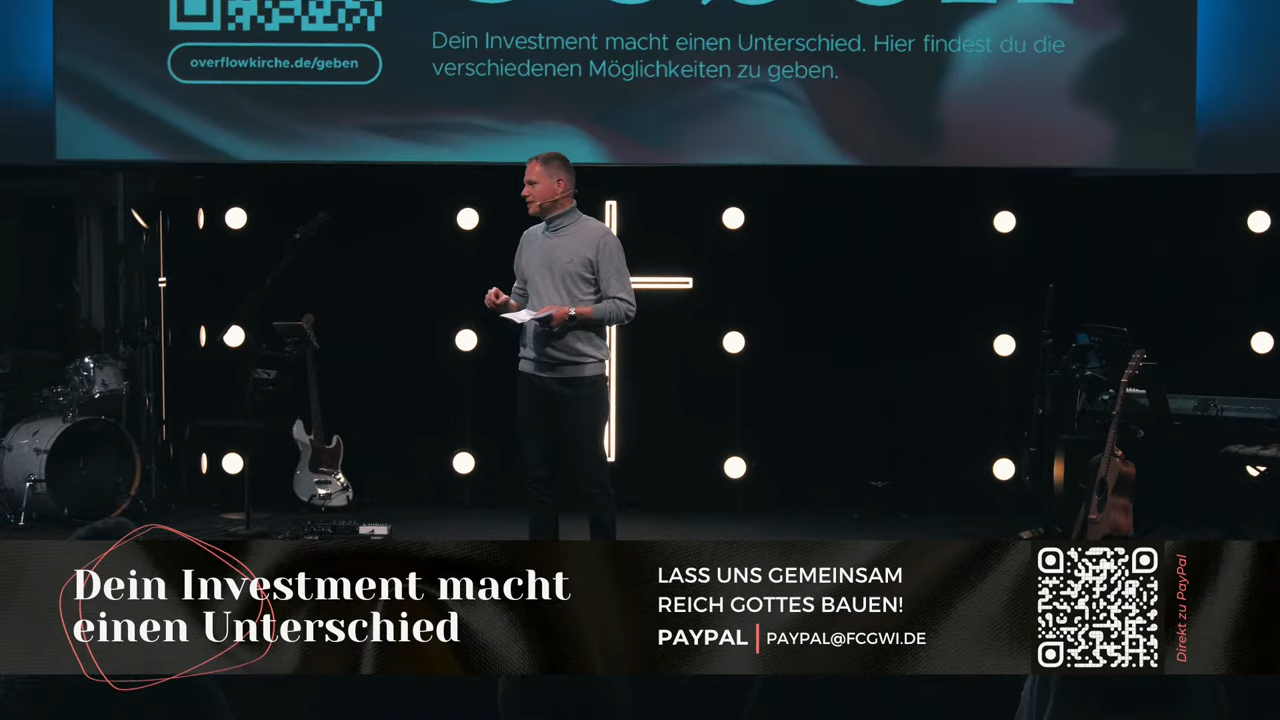 overflowkirche.de/geben
Dein Investment macht einen Unterschied. Hier findest du die
verschiedenen Möglichkeiten zu geben.
Dein Investment macht
einen Unterschied
LASS UNS GEMEINSAM
REICH GOTTES BAUEN!
PAYPAL | PAYPAL@FCGWI.DE
Direkt zu PayPal